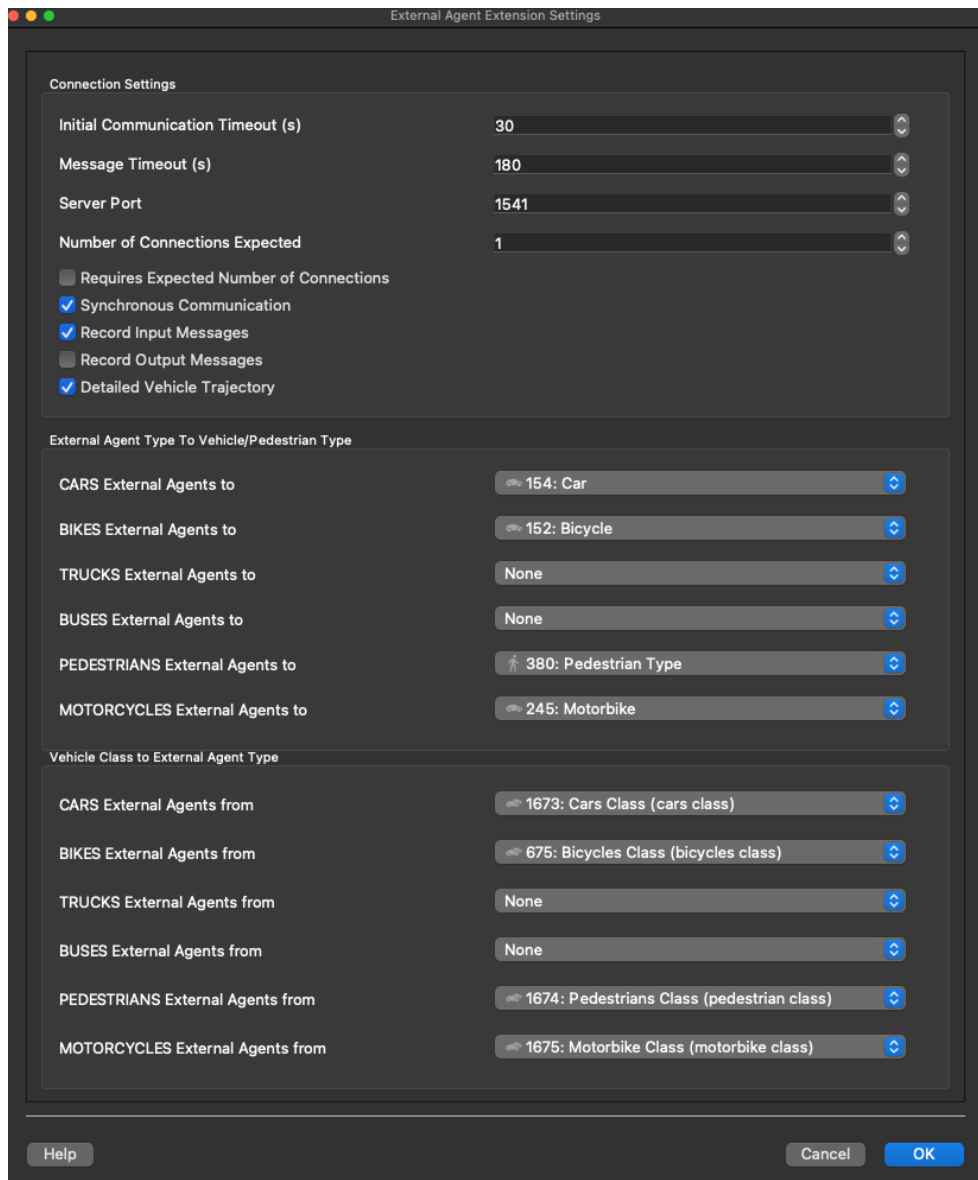 External Agent Extension Settings
Connection Settings
Initial Communication Timeout (s) 30
Message Timeout (s) 180
Server Port 1541
Number of Connections Expected 1
Requires Expected Number of Connections
Synchronous Communication
Record Input Messages
Record Output Messages
Detailed Vehicle Trajectory
External Agent Type To Vehicle/Pedestrian Type
CARS External Agents to 154: Car
BIKES External Agents to 152: Bicycle
TRUCKS External Agents to None
BUSES External Agents to None
PEDESTRIANS External Agents to 380: Pedestrian Type
MOTORCYCLES External Agents to 245: Motorbike
Vehicle Class to External Agent Type
CARS External Agents from 1673: Cars Class (cars class)
BIKES External Agents from 675: Bicycles Class (bicycles class)
TRUCKS External Agents from None
BUSES External Agents from None
PEDESTRIANS External Agents from 1674: Pedestrians Class (pedestrian class)
MOTORCYCLES External Agents from 1675: Motorbike Class (motorbike class)
Help Cancel OK